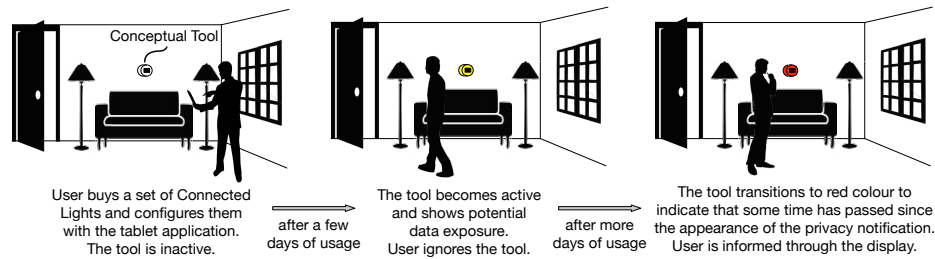 Conceptual Tool
User buys a set of Connected
Lights and configures them
with the tablet application.
The tool is inactive.
after a few
days of usage
The tool becomes active
and shows potential
data exposure.
User ignores the tool.
after more
days of usage
The tool transitions to red colour to
indicate that some time has passed since
the appearance of the privacy notification.
User is informed through the display.